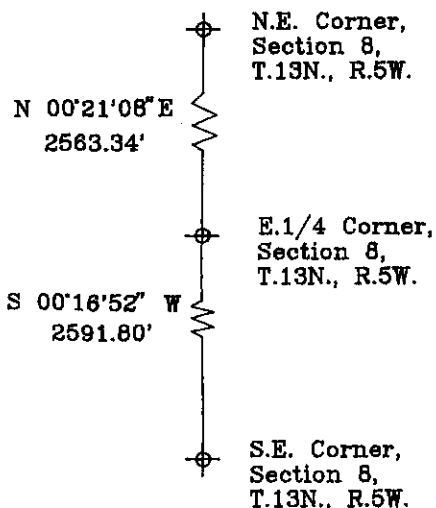 N.E. Corner,
Section 8,
T.13N., R.5W.
N 00°21'08" E
2563.34'
E.1/4 Corner,
Section 8,
T.13N., R.5W.
S 00°16'52" W
2591.80'
S.E. Corner,
Section 8,
T.13N., R.5W.